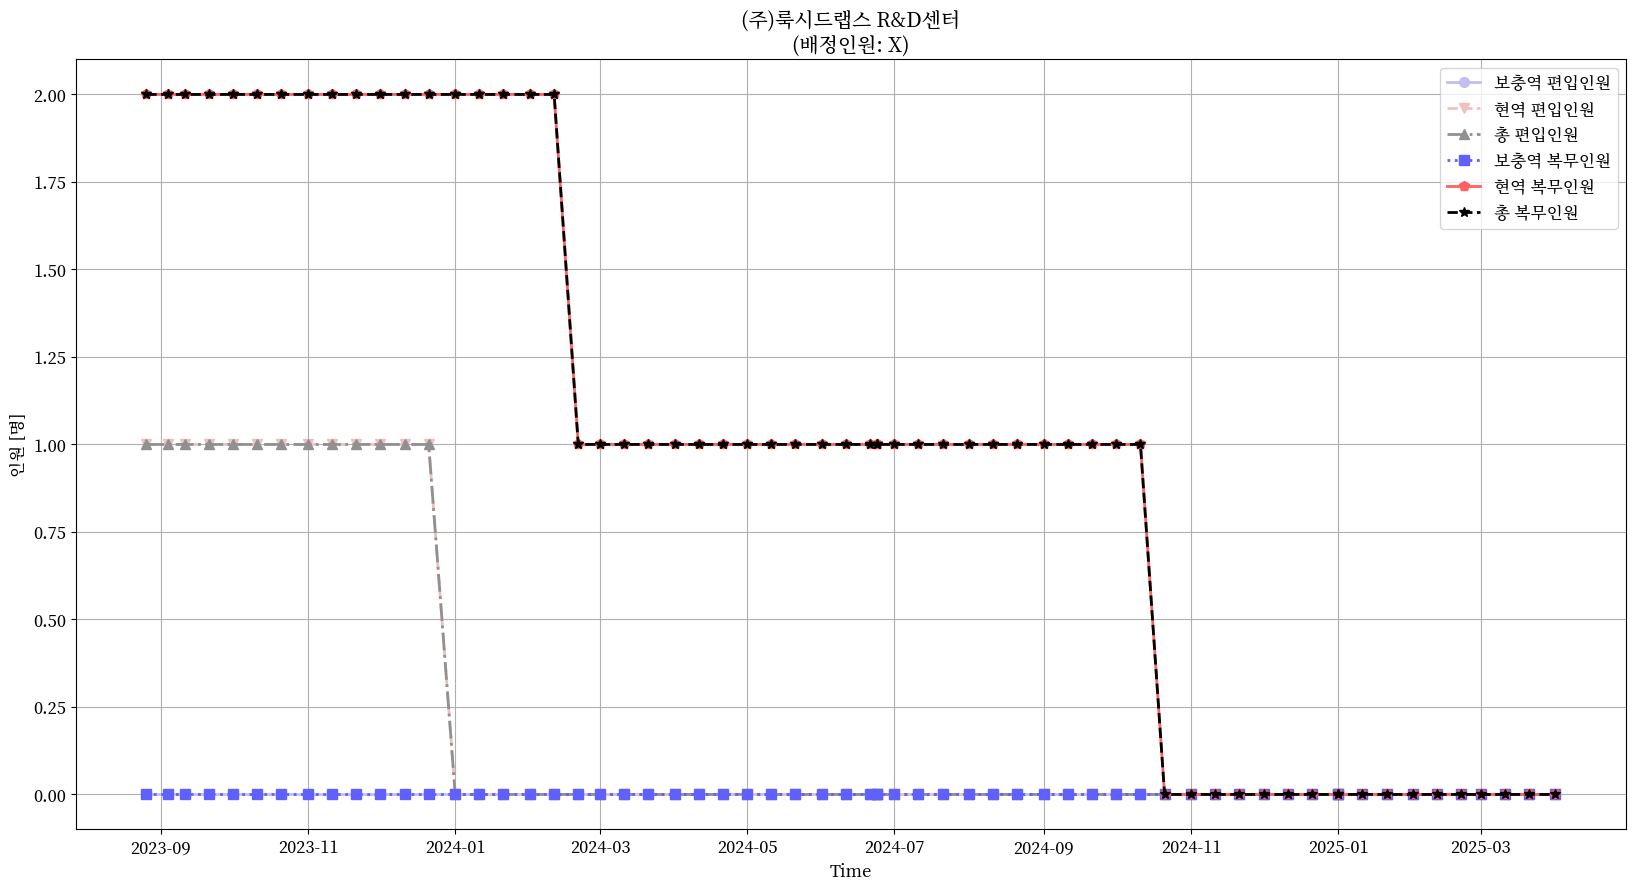 (주)룩시드랩스 R&D센터
(배정인원: X)
보충역 편입인원
현역 편입인원
총 편입인원
보충역 복무인원
현역 복무인원
총 복무인원
인원 [명]
2.00
1.75
1.50
1.25
1.00
0.75
0.50
0.25
0.00
2023-09
2023-11
2024-01
2024-03
2024-05
2024-07
2024-09
2024-11
2025-01
2025-03
Time